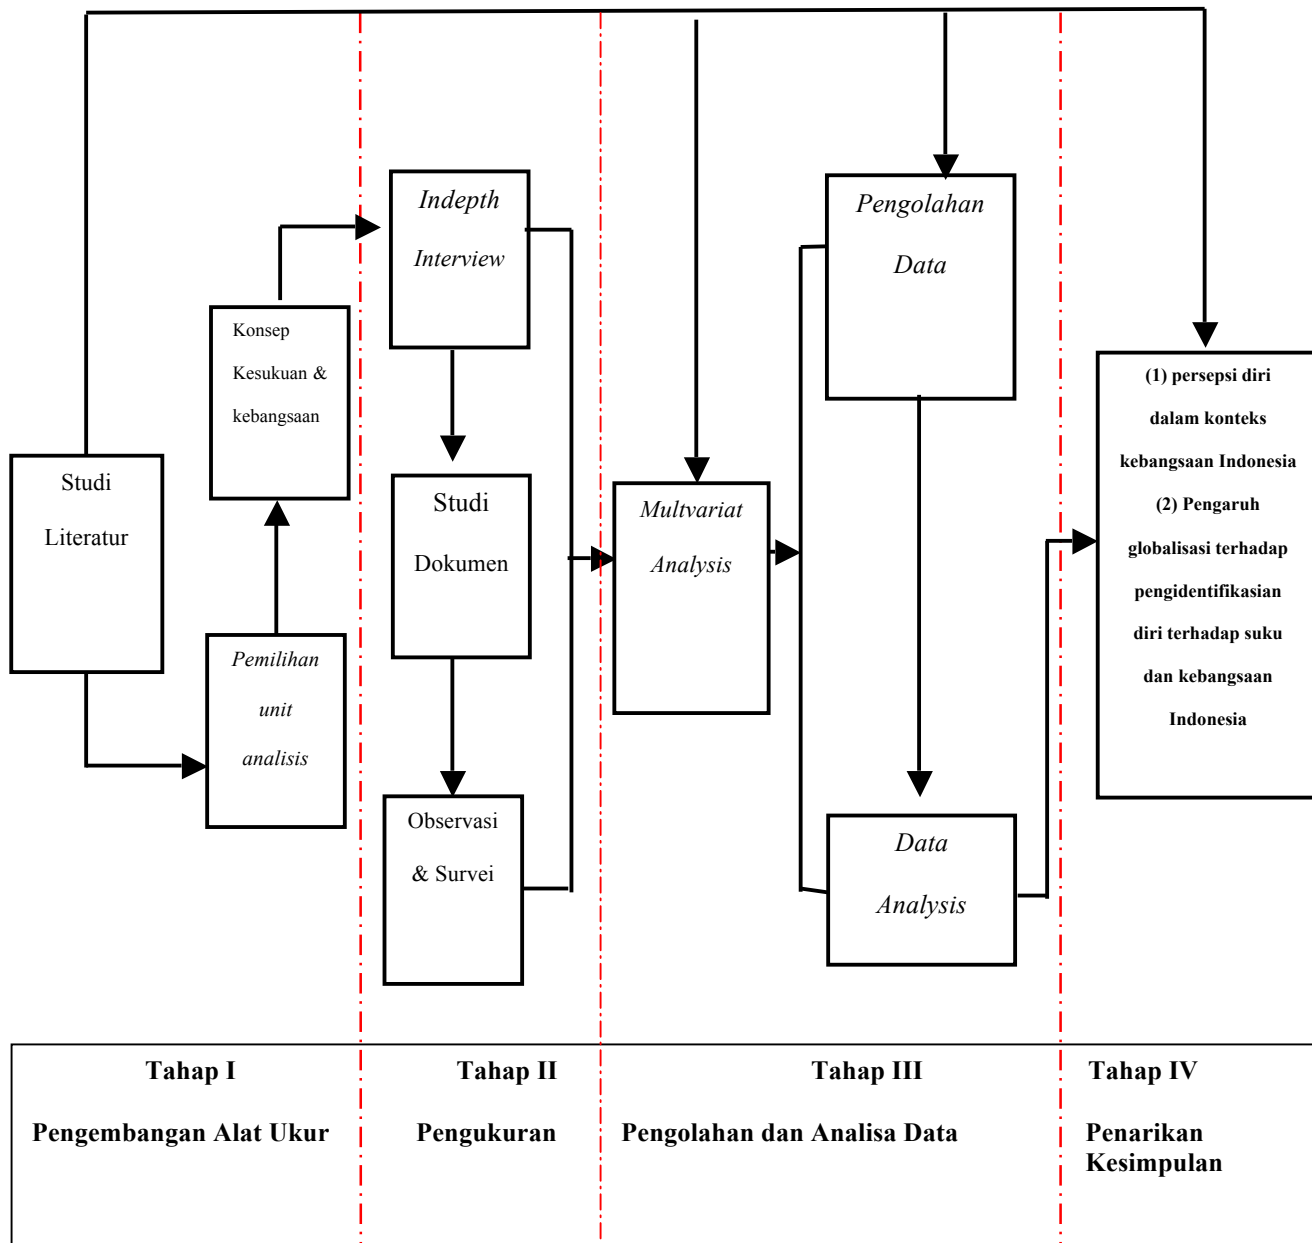 Studi
Literatur
Pemilihan
unit
analisis
Konsep
Kesukuan &
kebangsaan
Indepth
Interview
Studi
Dokumen
Observasi
& Survei
Multvariat
Analysis
Pengolahan
Data
Data
Analysis
(1) persepsi diri
dalam konteks
kebangsaan Indonesia
(2) Pengaruh
globalisasi terhadap
pengidentifikasian
diri terhadap suku
dan kebangsaan
Indonesia
Tahap I
Pengembangan Alat Ukur
Tahap II
Pengukuran
Tahap III
Pengolahan dan Analisa Data
Tahap IV
Penarikan
Kesimpulan